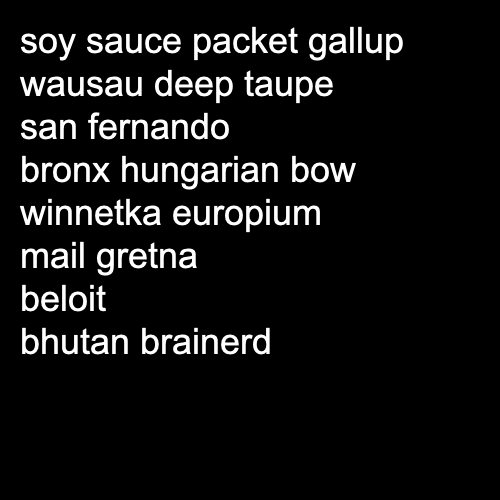 soy sauce packet gallup
wausau deep taupe
san fernando
bronx hungarian bow
winnetka europium
mail gretna
beloit
bhutan brainerd